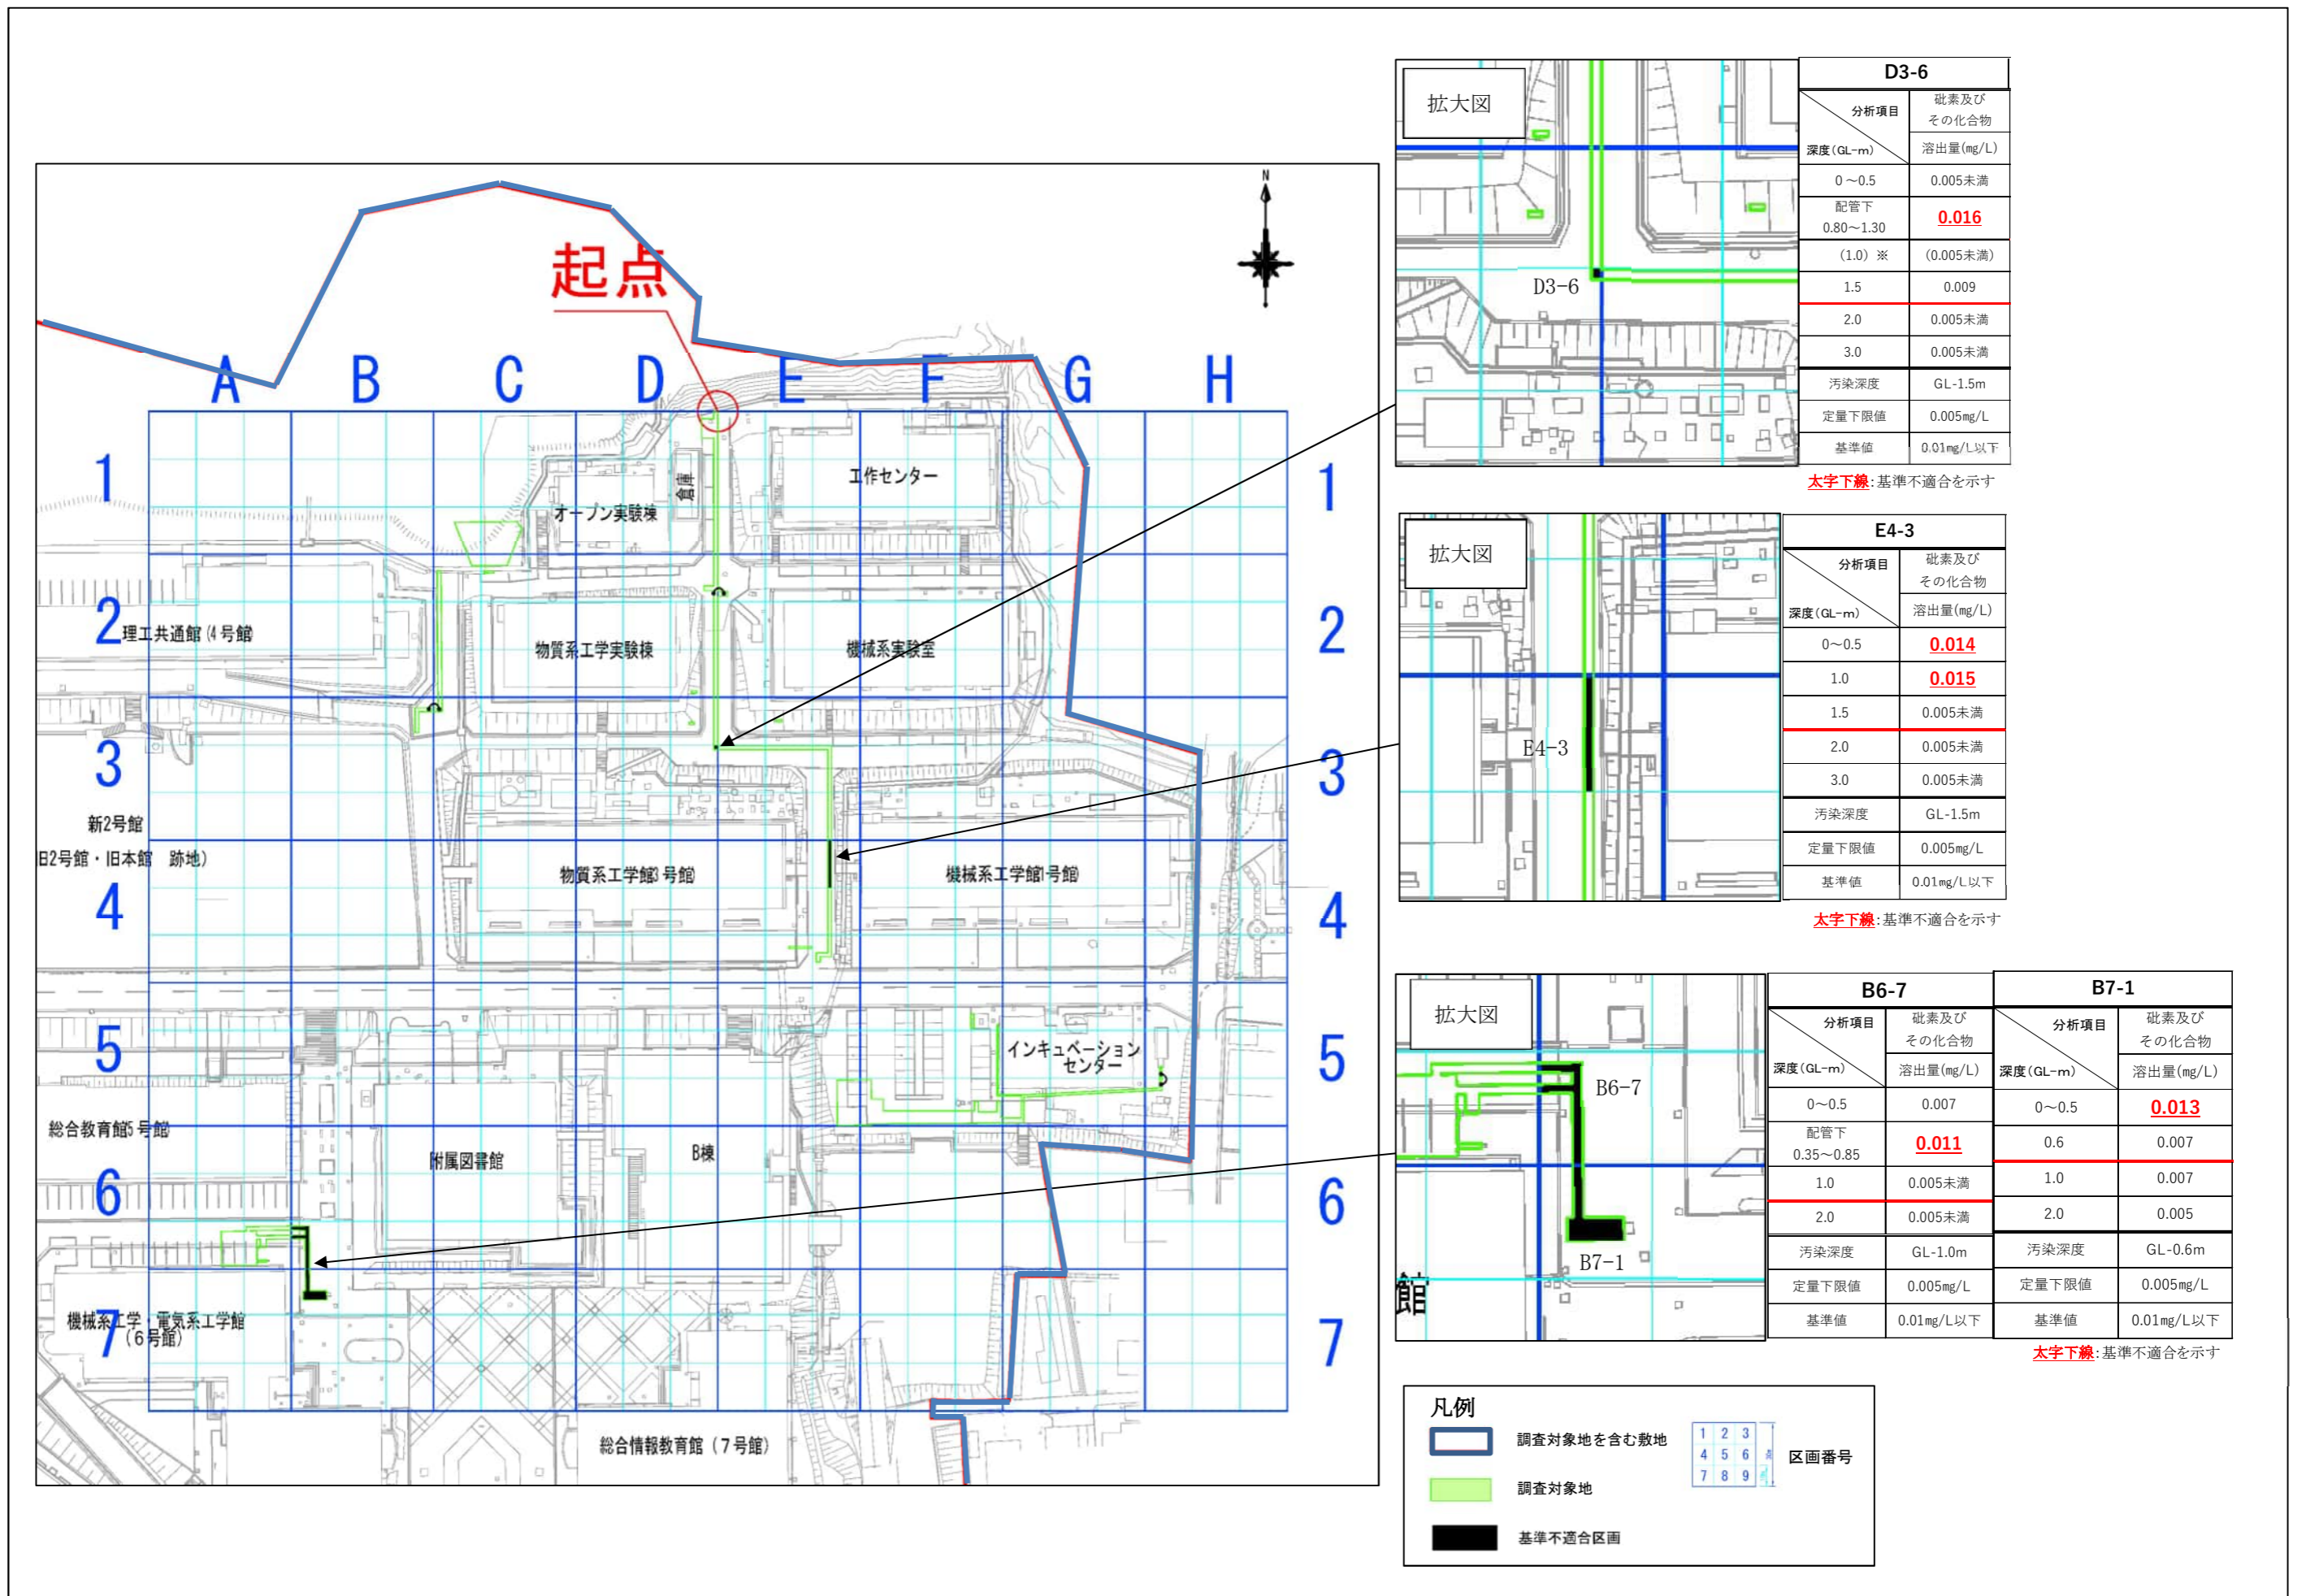 N
起点
A B C D E F G H
1
倉庫
オープン実験棟
工作センター
1
2
理工共通館(4号館)
物質系工学実験棟
機械系実験室
2
3
3
新2号館
旧2号館・旧本館 跡地)
物質系工学館(3号館)
機械系工学館(1号館)
4
4
5
インキュベーション
センター
5
総合教育館(5号館)
附属図書館
B棟
6
6
機械系工学・電気系工学館
(6号館)
7
7
総合情報教育館(7号館)
拡大図
D3-6
D3-6
分析項目 砒素及び
その化合物
深度(GL-m) 溶出量(mg/L)
0~0.5 0.005未満
配管下
0.80~1.30 0.016
(1.0)※ (0.005未満)
1.5 0.009
2.0 0.005未満
3.0 0.005未満
汚染深度 GL-1.5m
定量下限値 0.005mg/L
基準値 0.01mg/L以下
太字下線:基準不適合を示す
拡大図
E4-3
E4-3
分析項目 砒素及び
その化合物
深度(GL-m) 溶出量(mg/L)
0~0.5 0.014
1.0 0.015
1.5 0.005未満
2.0 0.005未満
3.0 0.005未満
汚染深度 GL-1.5m
定量下限値 0.005mg/L
基準値 0.01mg/L以下
太字下線:基準不適合を示す
拡大図
B6-7
B7-1
館
B6-7
分析項目 砒素及び
その化合物
深度(GL-m) 溶出量(mg/L)
0~0.5 0.007
配管下
0.35~0.85 0.011
1.0 0.005未満
2.0 0.005未満
汚染深度 GL-1.0m
定量下限値 0.005mg/L
基準値 0.01mg/L以下
B7-1
分析項目 砒素及び
その化合物
深度(GL-m) 溶出量(mg/L)
0~0.5 0.013
0.6 0.007
1.0 0.007
2.0 0.005
汚染深度 GL-0.6m
定量下限値 0.005mg/L
基準値 0.01mg/L以下
太字下線:基準不適合を示す
凡例
調査対象地を含む敷地
調査対象地
基準不適合区画
1 2 3
4 5 6
7 8 9
区画番号